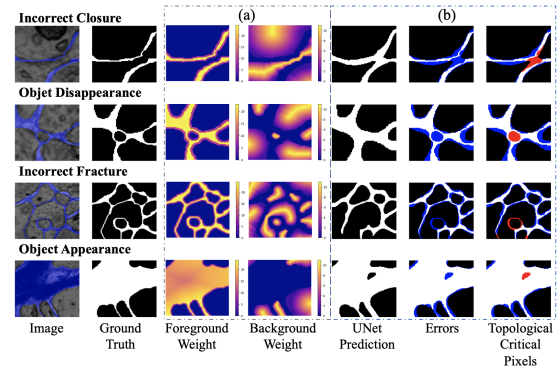 Incorrect Closure
(a)
(b)
Objet Disappearance
Incorrect Fracture
Object Appearance
Image
Ground
Truth
Foreground
Weight
Background
Weight
UNet
Prediction
Errors
Topological
Critical
Pixels